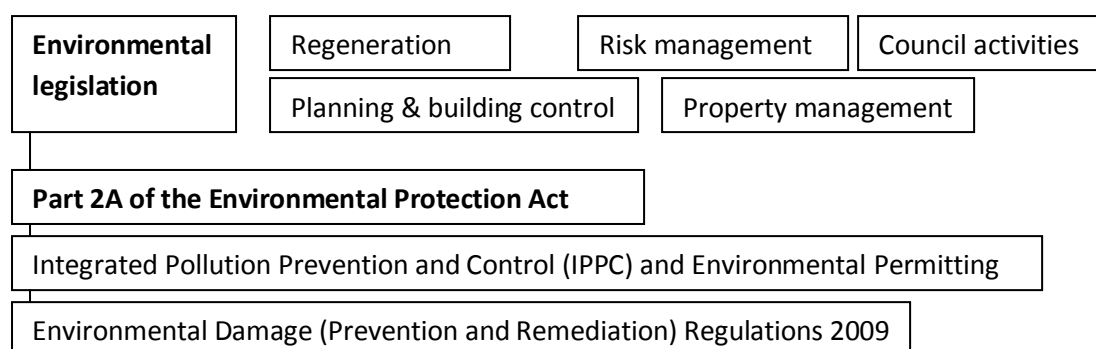 Environmental
legislation
Regeneration
Risk management
Council activities
Planning & building control
Property management
Part 2A of the Environmental Protection Act
Integrated Pollution Prevention and Control (IPPC) and Environmental Permitting
Environmental Damage (Prevention and Remediation) Regulations 2009